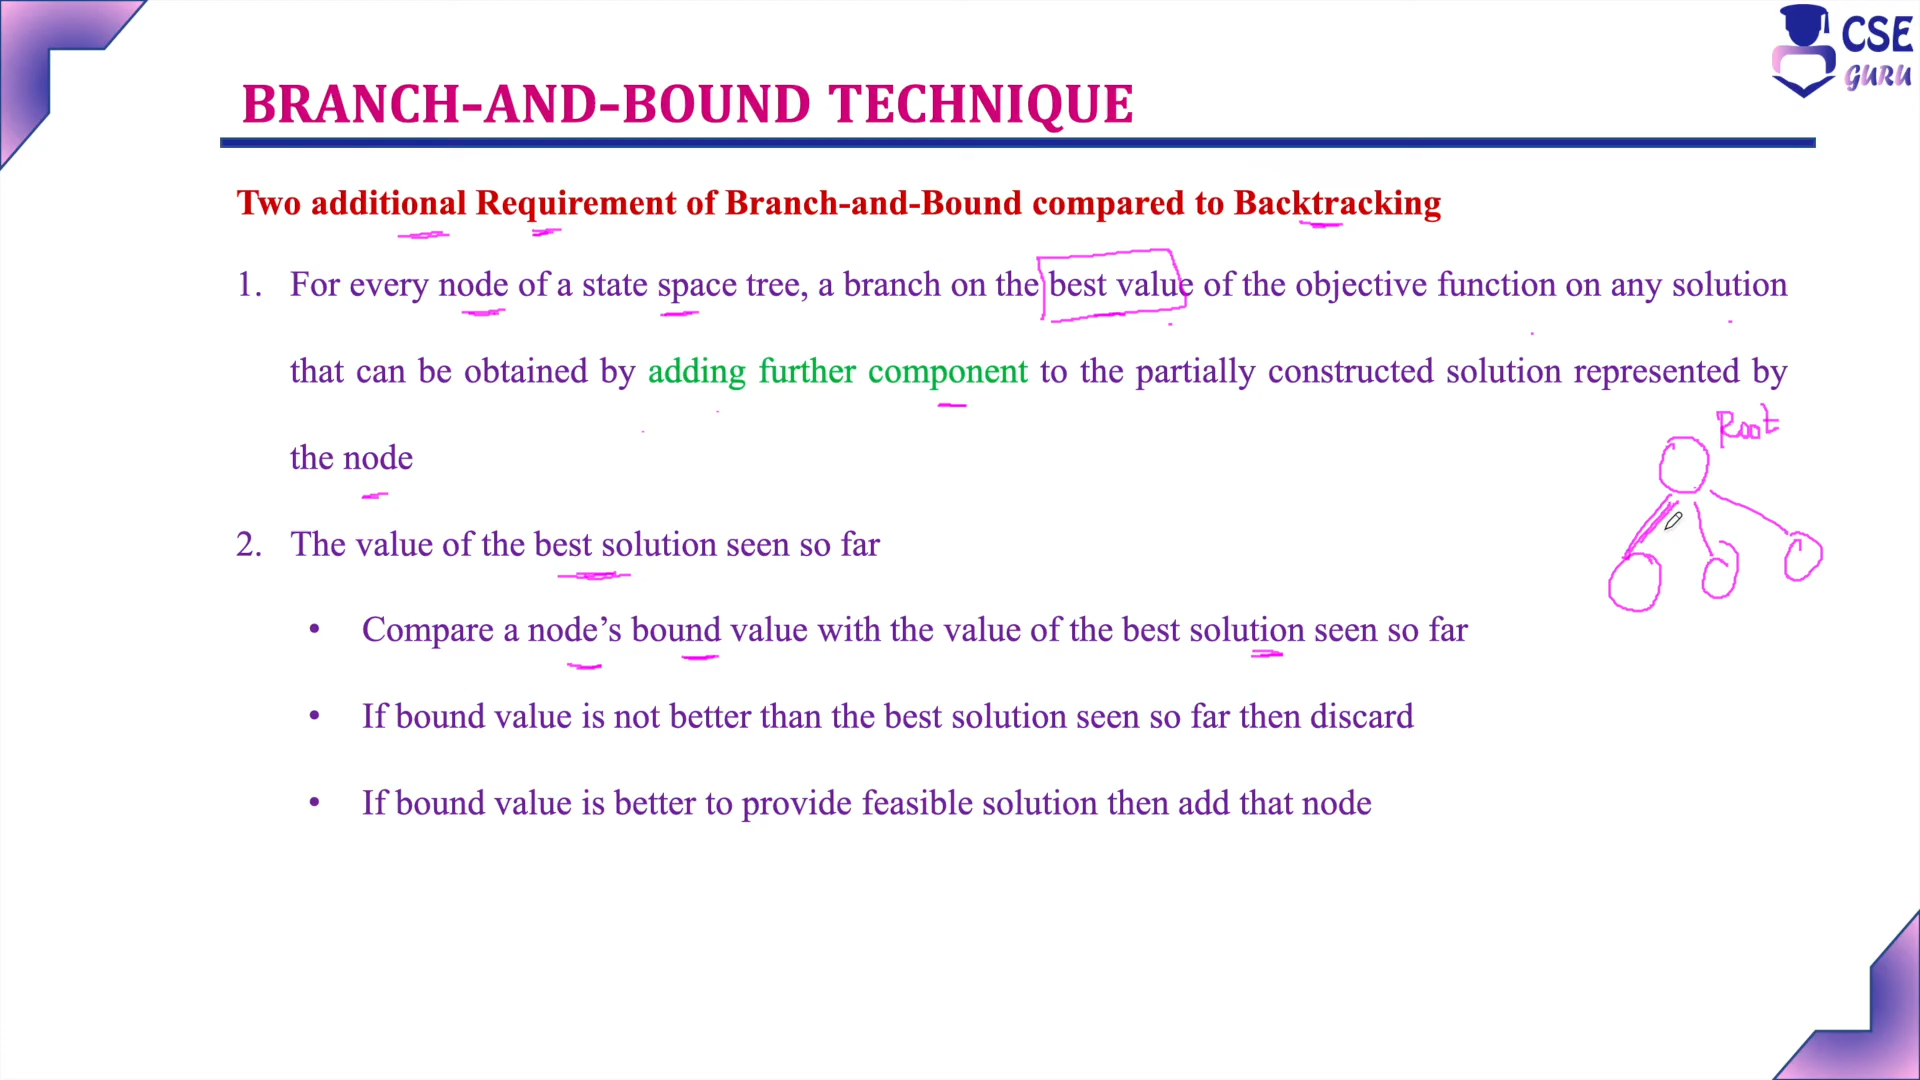 CSE
GURU
BRANCH-AND-BOUND TECHNIQUE
Two additional Requirement of Branch-and-Bound compared to Backtracking
1. For every node of a state space tree, a branch on the best value of the objective function on any solution
that can be obtained by adding further component to the partially constructed solution represented by
the node
Root
2. The value of the best solution seen so far
• Compare a node’s bound value with the value of the best solution seen so far
• If bound value is not better than the best solution seen so far then discard
• If bound value is better to provide feasible solution then add that node